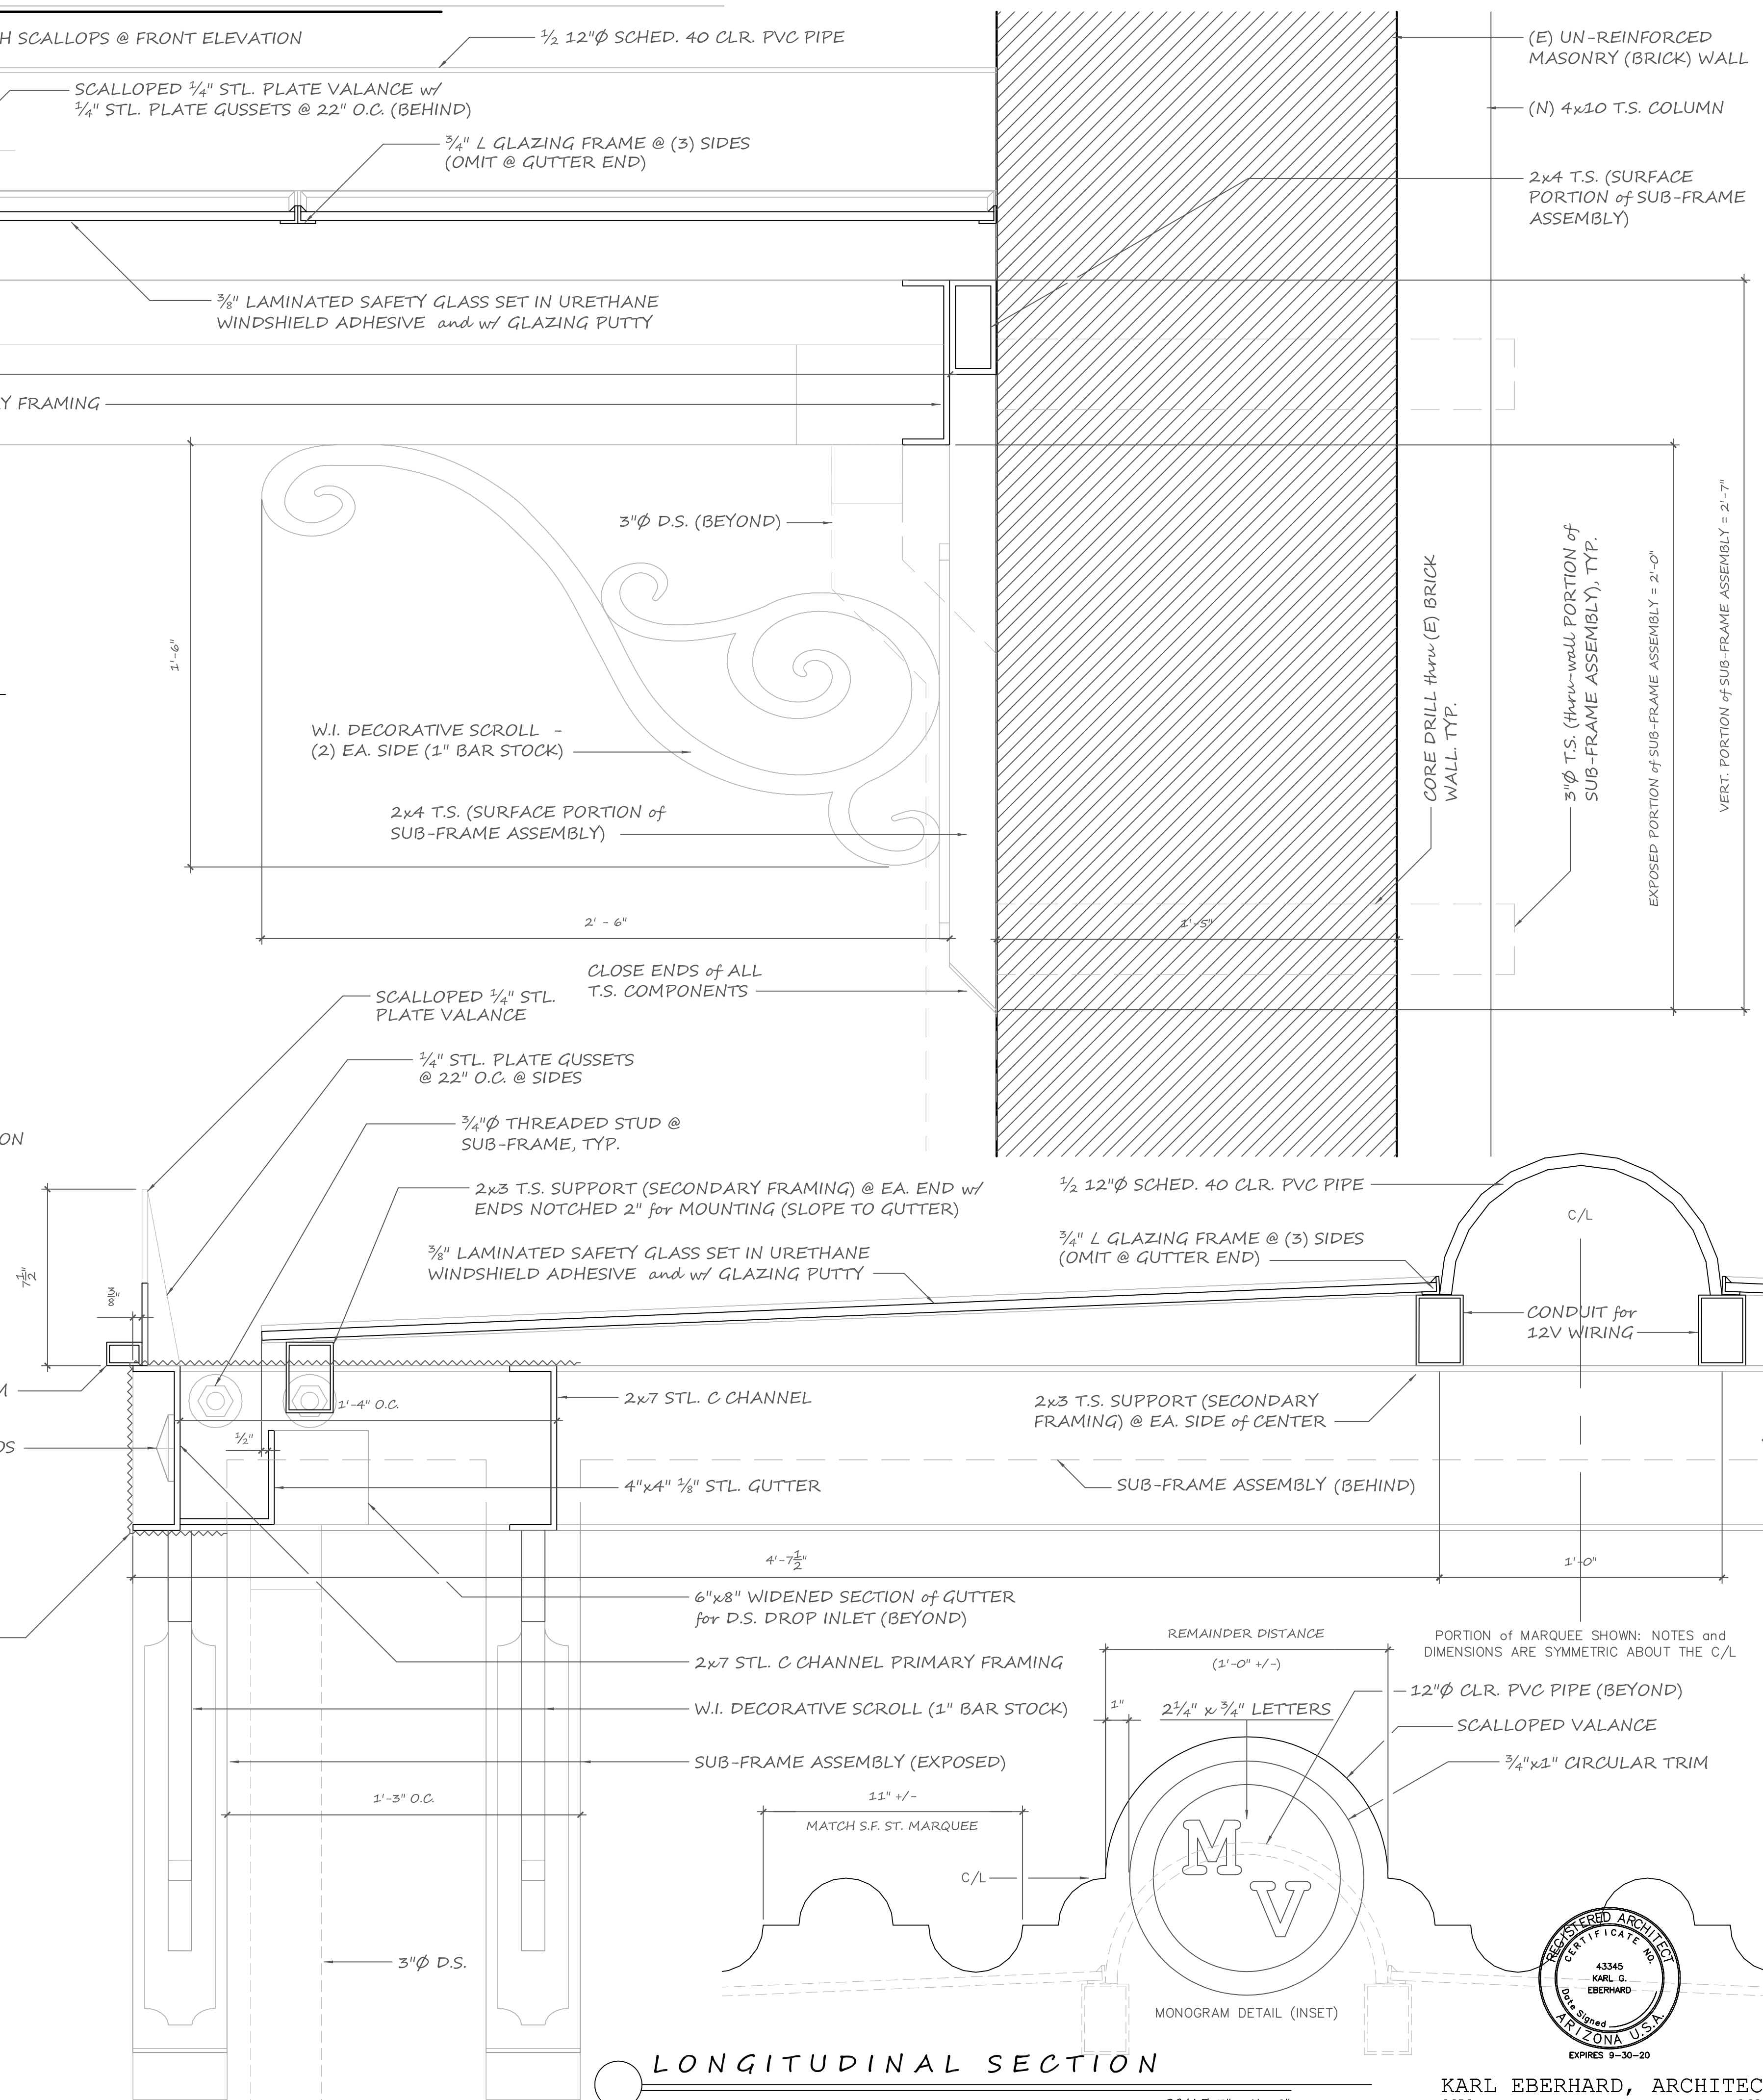 H SCALLOPS @ FRONT ELEVATION
½ 12"Ø SCHED. 40 CLR. PVC PIPE
(E) UN-REINFORCED
MASONRY (BRICK) WALL
SCALLOPED ¼" STL. PLATE VALANCE w/
¼" STL. PLATE GUSSETS @ 22" O.C. (BEHIND)
(N) 4x10 T.S. COLUMN
¾" L GLAZING FRAME @ (3) SIDES
(OMIT @ GUTTER END)
2x4 T.S. (SURFACE
PORTION of SUB-FRAME
ASSEMBLY)
⅜" LAMINATED SAFETY GLASS SET IN URETHANE
WINDSHIELD ADHESIVE and w/ GLAZING PUTTY
Y FRAMING
3"Ø D.S. (BEYOND)
1'-6"
W.I. DECORATIVE SCROLL -
(2) EA. SIDE (1" BAR STOCK)
2x4 T.S. (SURFACE PORTION of
SUB-FRAME ASSEMBLY)
CORE DRILL thru (E) BRICK
WALL. TYP.
3"Ø T.S. (thru-wall PORTION of
SUB-FRAME ASSEMBLY), TYP.
EXPOSED PORTION of SUB-FRAME ASSEMBLY = 2'-0"
VERT. PORTION of SUB-FRAME ASSEMBLY = 2'-7"
2' - 6"
1'-5"
CLOSE ENDS of ALL
T.S. COMPONENTS
SCALLOPED ¼" STL.
PLATE VALANCE
¼" STL. PLATE GUSSETS
@ 22" O.C. @ SIDES
ON
¾"Ø THREADED STUD @
SUB-FRAME, TYP.
2x3 T.S. SUPPORT (SECONDARY FRAMING) @ EA. END w/
ENDS NOTCHED 2" for MOUNTING (SLOPE TO GUTTER)
½ 12"Ø SCHED. 40 CLR. PVC PIPE
C/L
¾" L GLAZING FRAME @ (3) SIDES
(OMIT @ GUTTER END)
⅜" LAMINATED SAFETY GLASS SET IN URETHANE
WINDSHIELD ADHESIVE and w/ GLAZING PUTTY
7½"
⅜"
CONDUIT for
12V WIRING
M
1'-4" O.C.
2x7 STL. C CHANNEL
2x3 T.S. SUPPORT (SECONDARY
FRAMING) @ EA. SIDE of CENTER
DS
½"
4"x4" ⅛" STL. GUTTER
SUB-FRAME ASSEMBLY (BEHIND)
4'-7½"
1'-0"
6"x8" WIDENED SECTION of GUTTER
for D.S. DROP INLET (BEYOND)
REMAINDER DISTANCE
(1'-0" +/-)
PORTION of MARQUEE SHOWN: NOTES and
DIMENSIONS ARE SYMMETRIC ABOUT THE C/L
2x7 STL. C CHANNEL PRIMARY FRAMING
12"Ø CLR. PVC PIPE (BEYOND)
W.I. DECORATIVE SCROLL (1" BAR STOCK)
1"
2¼" x ¾" LETTERS
SCALLOPED VALANCE
SUB-FRAME ASSEMBLY (EXPOSED)
¾"x1" CIRCULAR TRIM
1'-3" O.C.
11" +/-
MATCH S.F. ST. MARQUEE
M
V
C/L
3"Ø D.S.
MONOGRAM DETAIL (INSET)
REGISTERED ARCHITECT
CERTIFICATE NO.
43345
KARL G.
EBERHARD
Date Signed
ARIZONA U.S.A.
EXPIRES 9-30-20
LONGITUDINAL SECTION
KARL EBERHARD, ARCHITEC